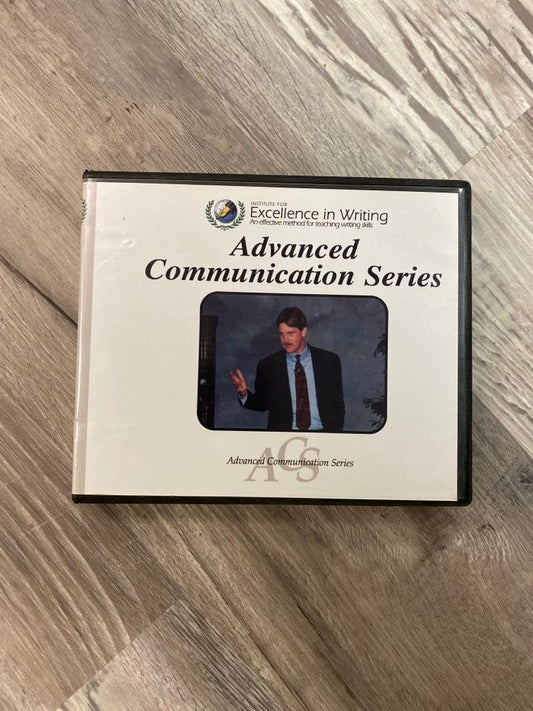 INSTITUTE FOR
Excellence in Writing
An effective method for teaching writing skills
Advanced
Communication Series
ACS
Advanced Communication Series